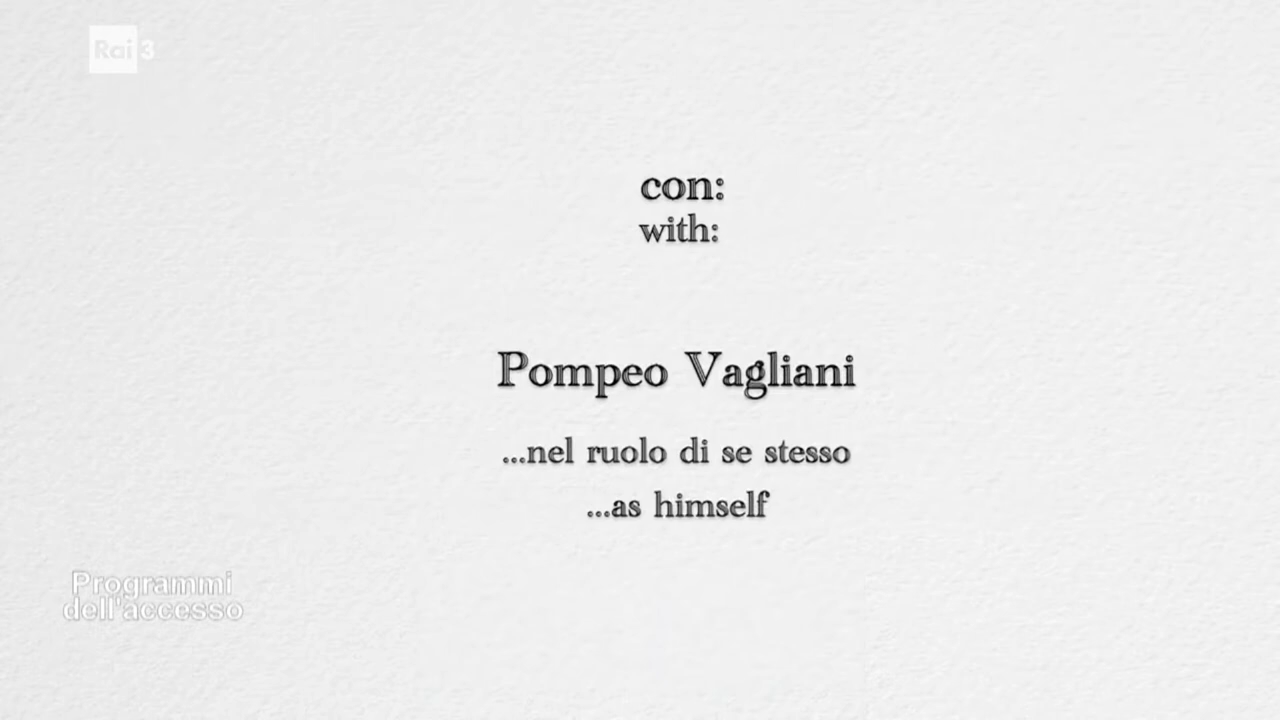 Rai 3
con:
with:
Pompeo Vagliani
...nel ruolo di se stesso
...as himself
Programmi
dell'accesso